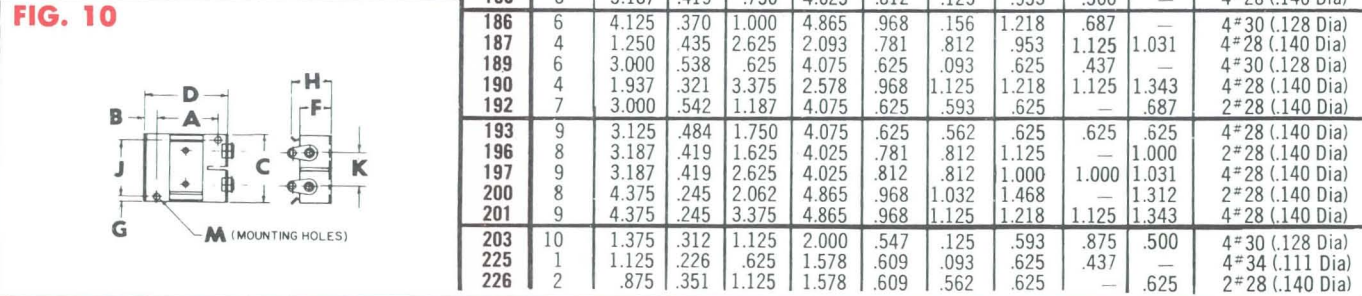 FIG. 10
D
H
B
A
F
J
C
K
G
M (MOUNTING HOLES)
186 6 4.125 .370 1.000 4.865 .968 .156 1.218 .687 — 4#30 (.128 Dia)
187 4 1.250 .435 2.625 2.093 .781 .812 .953 1.125 1.031 4#28 (.140 Dia)
189 6 3.000 .538 .625 4.075 .625 .093 .625 .437 — 4#30 (.128 Dia)
190 4 1.937 .321 3.375 2.578 .968 1.125 1.218 1.125 1.343 4#28 (.140 Dia)
192 7 3.000 .542 1.187 4.075 .625 .593 .625 — .687 2#28 (.140 Dia)
193 9 3.125 .484 1.750 4.075 .625 .562 .625 .625 .625 4#28 (.140 Dia)
196 8 3.187 .419 1.625 4.025 .781 .812 1.125 — 1.000 2#28 (.140 Dia)
197 9 3.187 .419 2.625 4.025 .812 .812 1.000 1.000 1.031 4#28 (.140 Dia)
200 8 4.375 .245 2.062 4.865 .968 1.032 1.468 — 1.312 2#28 (.140 Dia)
201 9 4.375 .245 3.375 4.865 .968 1.125 1.218 1.125 1.343 4#28 (.140 Dia)
203 10 1.375 .312 1.125 2.000 .547 .125 .593 .875 .500 4#30 (.128 Dia)
225 1 1.125 .226 .625 1.578 .609 .093 .625 .437 — 4#34 (.111 Dia)
226 2 .875 .351 1.125 1.578 .609 .562 .625 — .625 2#28 (.140 Dia)